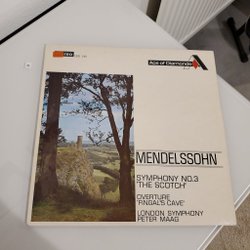 Ace of Diamonds
MENDELSSOHN
SYMPHONY NO.3
'THE SCOTCH'
OVERTURE
'FINGAL'S CAVE'
LONDON SYMPHONY
PETER MAAG